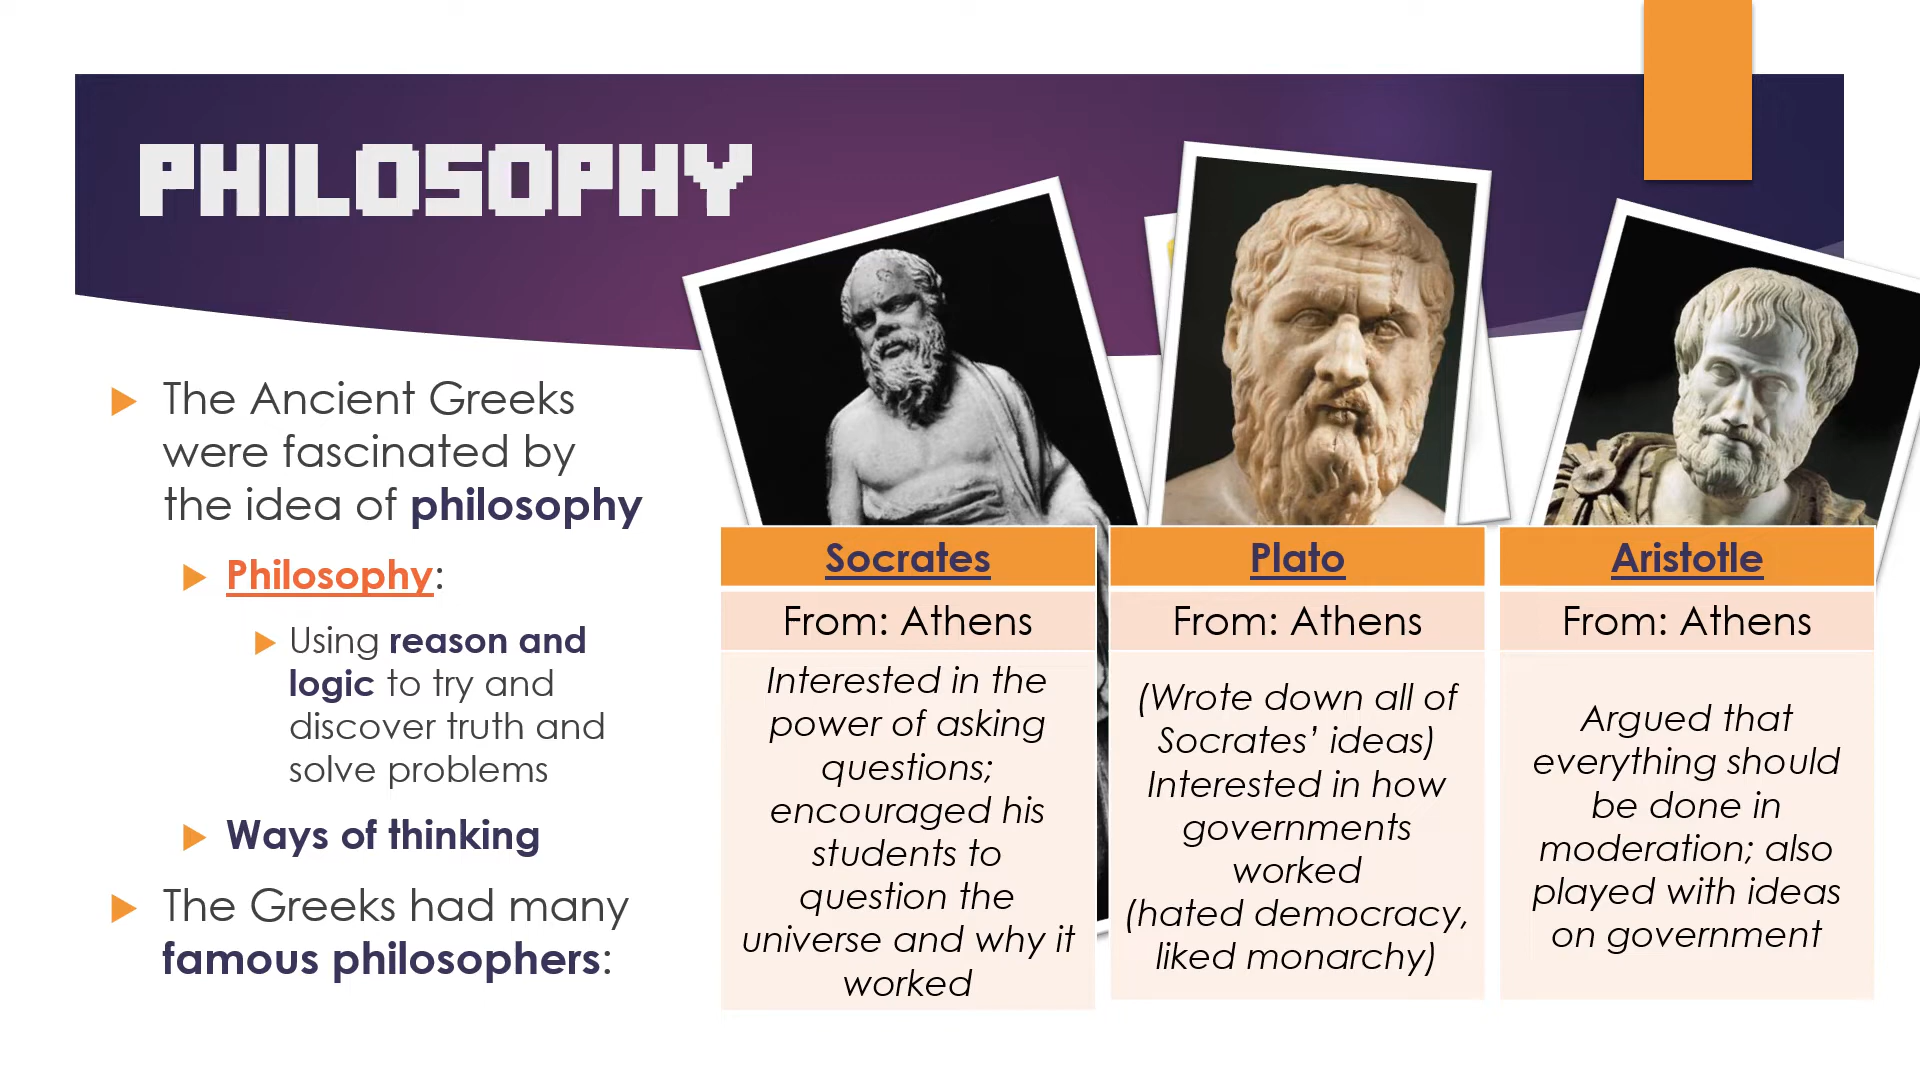 PHILOSOPHY
The Ancient Greeks
were fascinated by
the idea of philosophy
Philosophy:
Using reason and
logic to try and
discover truth and
solve problems
Ways of thinking
The Greeks had many
famous philosophers:
Socrates
From: Athens
Interested in the
power of asking
questions;
encouraged his
students to
question the
universe and why it
worked
Plato
From: Athens
(Wrote down all of
Socrates’ ideas)
Interested in how
governments
worked
(hated democracy,
liked monarchy)
Aristotle
From: Athens
Argued that
everything should
be done in
moderation; also
played with ideas
on government